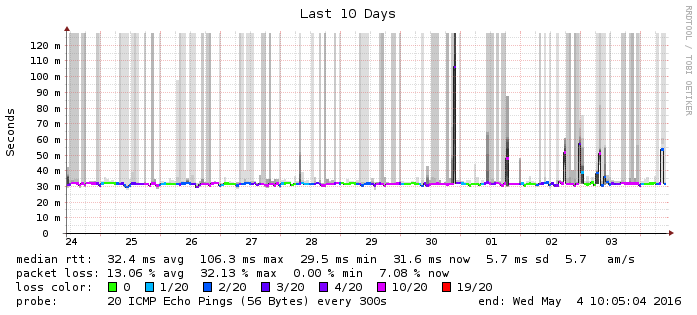 Last 10 Days
RRDTOOL / TOBI OETIKER
Seconds
120 m
110 m
100 m
90 m
80 m
70 m
60 m
50 m
40 m
30 m
20 m
10 m
0
24 25 26 27 28 29 30 01 02 03
median rtt: 32.4 ms avg 106.3 ms max 29.5 ms min 31.6 ms now 5.7 ms sd 5.7 am/s
packet loss: 13.06 % avg 32.13 % max 0.00 % min 7.08 % now
loss color: 0 1/20 2/20 3/20 4/20 10/20 19/20
probe: 20 ICMP Echo Pings (56 Bytes) every 300s end: Wed May 4 10:05:04 2016